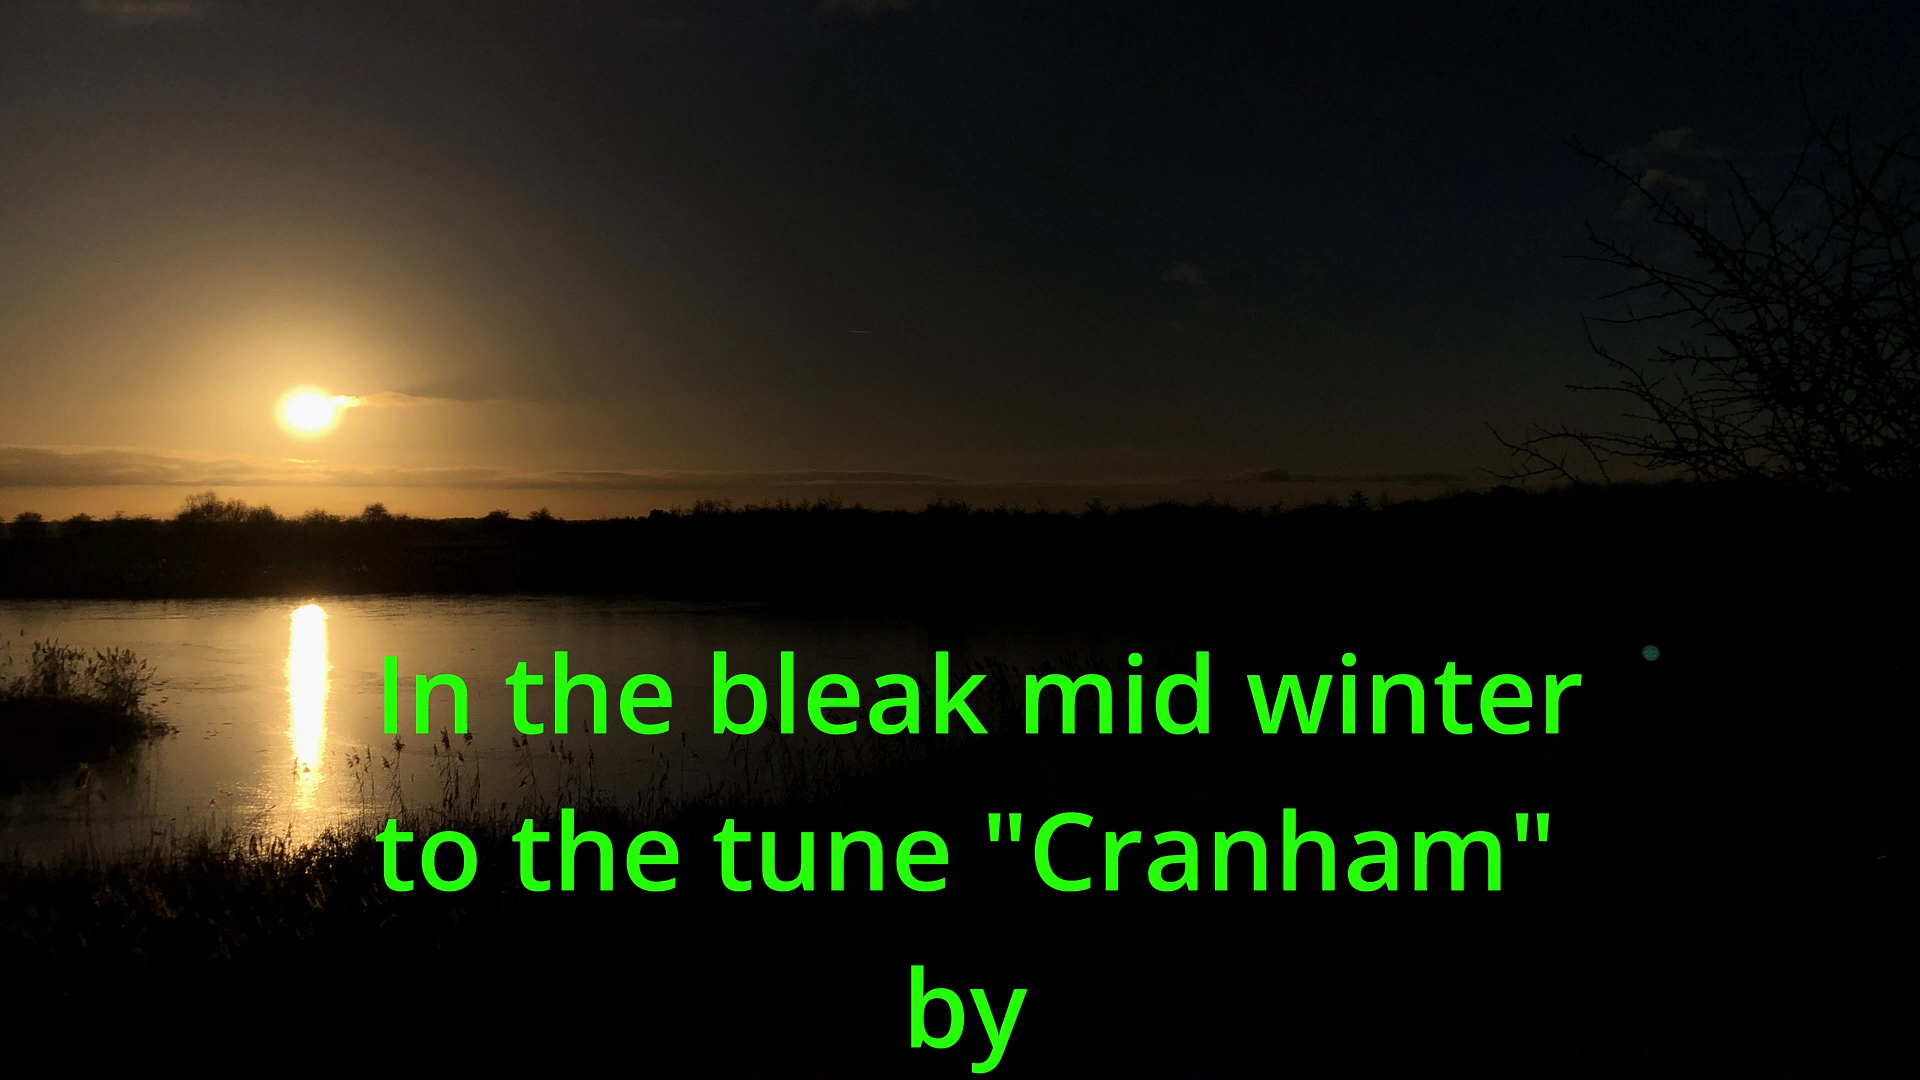 In the bleak mid winter
to the tune "Cranham"
by